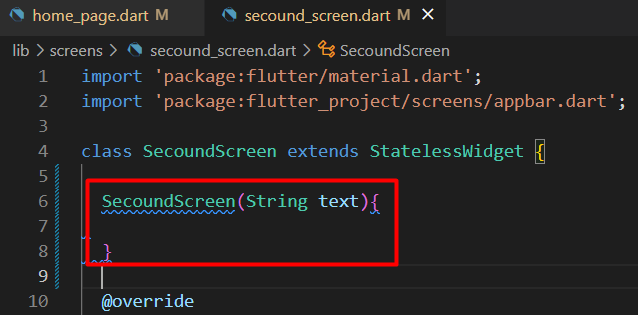 home_page.dart M secound_screen.dart M ×
lib > screens > secound_screen.dart > SecoundScreen
1 import 'package:flutter/material.dart';
2 import 'package:flutter_project/screens/appbar.dart';
3
4 class SecoundScreen extends StatelessWidget {
5
6 SecoundScreen(String text){
7
8 }
9
10 @override